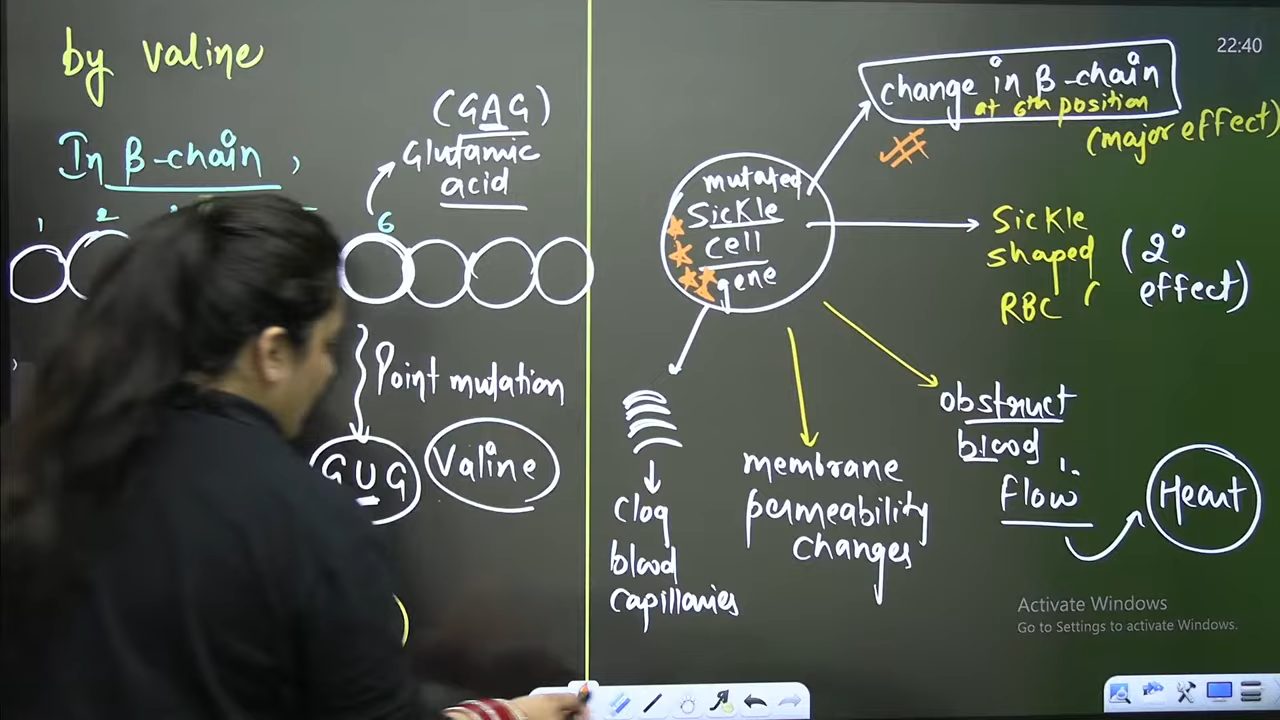 by valine
In β-chain,
(GAG)
Glutamic
acid
1
2
6
Point mutation
GUG
Valine
22:40
change in β-chain
at 6th position
(major effect)
mutated
Sickle
cell
gene
Sickle
shaped
RBC
(2°
effect)
obstruct
blood
flow
Heart
membrane
permeability
changes
clog
blood
capillaries
Activate Windows
Go to Settings to activate Windows.